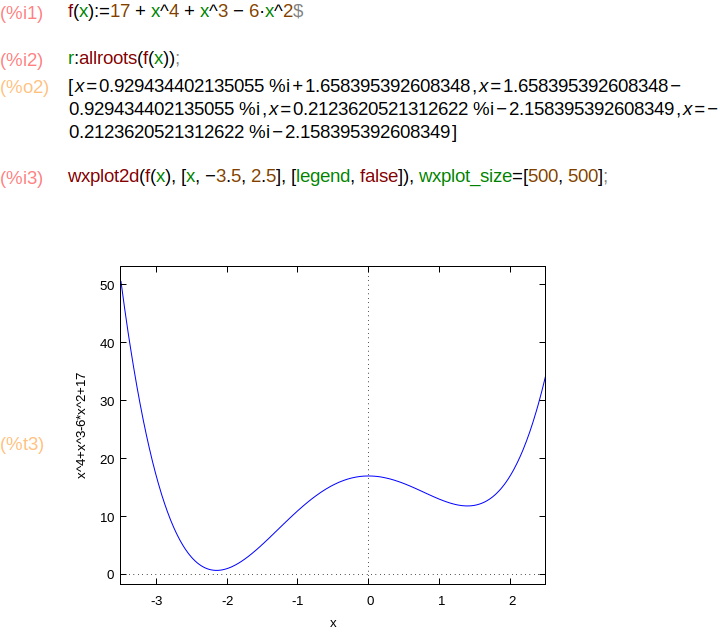 (%i1) f(x):=17 + x^4 + x^3 − 6·x^2$
(%i2) r:allroots(f(x));
(%o2) [x=0.929434402135055 %i+1.658395392608348,x=1.658395392608348−
0.929434402135055 %i,x=0.2123620521312622 %i−2.158395392608349,x=−
0.2123620521312622 %i−2.158395392608349]
(%i3) wxplot2d(f(x), [x, −3.5, 2.5], [legend, false]), wxplot_size=[500, 500];
50
40
30
(%t3)
x^4+x^3-6*x^2+17
20
10
0
-3 -2 -1 0 1 2
x